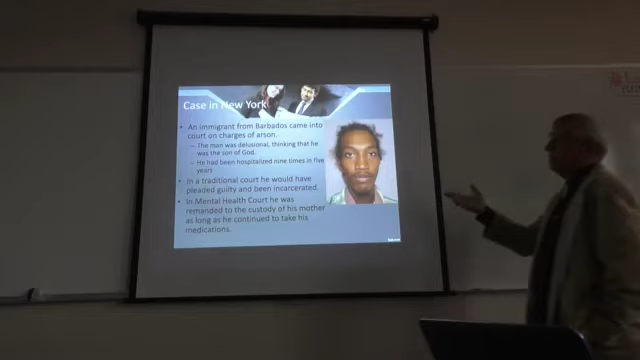 Case in New York
• An immigrant from Barbados came into
court on charges of arson.
– The man was delusional, thinking that he
was the son of God.
– He had been hospitalized nine times in five
years
• In a traditional court he would have
pleaded guilty and been incarcerated.
• In Mental Health Court he was
remanded to the custody of his mother
as long as he continued to take his
medications.